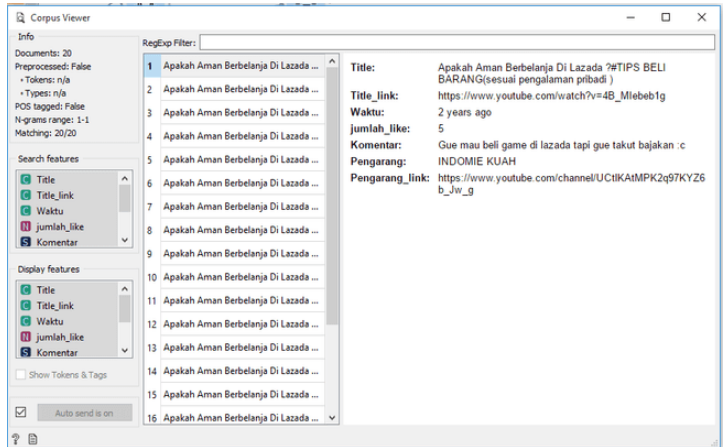 Corpus Viewer
Info
Documents: 20
Preprocessed: False
• Tokens: n/a
• Types: n/a
POS tagged: False
N-grams range: 1-1
Matching: 20/20
Search features
C Title
C Title_link
C Waktu
N jumlah_like
S Komentar
Display features
C Title
C Title_link
C Waktu
N jumlah_like
S Komentar
Show Tokens & Tags
Auto send is on
RegExp Filter:
1 Apakah Aman Berbelanja Di Lazada ...
2 Apakah Aman Berbelanja Di Lazada ...
3 Apakah Aman Berbelanja Di Lazada ...
4 Apakah Aman Berbelanja Di Lazada ...
5 Apakah Aman Berbelanja Di Lazada ...
6 Apakah Aman Berbelanja Di Lazada ...
7 Apakah Aman Berbelanja Di Lazada ...
8 Apakah Aman Berbelanja Di Lazada ...
9 Apakah Aman Berbelanja Di Lazada ...
10 Apakah Aman Berbelanja Di Lazada ...
11 Apakah Aman Berbelanja Di Lazada ...
12 Apakah Aman Berbelanja Di Lazada ...
13 Apakah Aman Berbelanja Di Lazada ...
14 Apakah Aman Berbelanja Di Lazada ...
15 Apakah Aman Berbelanja Di Lazada ...
16 Apakah Aman Berbelanja Di Lazada ...
Title: Apakah Aman Berbelanja Di Lazada ?#TIPS BELI
BARANG(sesuai pengalaman pribadi )
Title_link: https://www.youtube.com/watch?v=4B_MIebeb1g
Waktu: 2 years ago
jumlah_like: 5
Komentar: Gue mau beli game di lazada tapi gue takut bajakan :c
Pengarang: INDOMIE KUAH
Pengarang_link: https://www.youtube.com/channel/UCtIKAtMPK2q97KYZ6
b_Jw_g